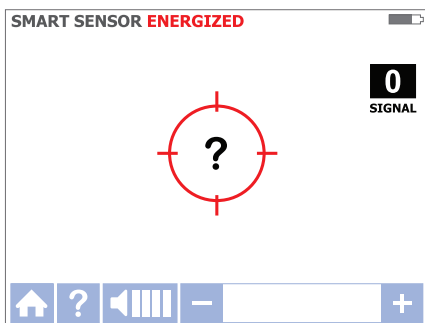 SMART SENSOR ENERGIZED
0
SIGNAL
?
?
− +